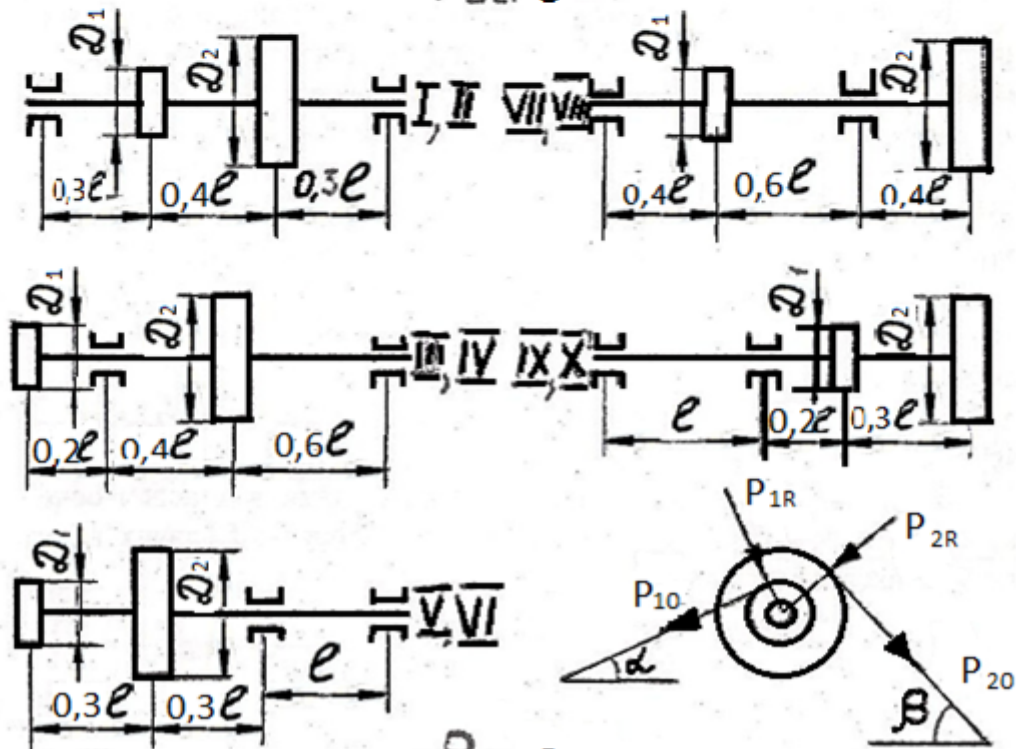 D₁
D₂
I, II
0,3ℓ
0,4ℓ
0,3ℓ
VII, VIII
D₁
D₂
0,4ℓ
0,6ℓ
0,4ℓ
D₁
D₂
III, IV
0,2ℓ
0,4ℓ
0,6ℓ
IX, X
D₁
D₂
ℓ
0,2ℓ
0,3ℓ
D₁
D₂
V, VI
0,3ℓ
0,3ℓ
ℓ
P₁R
P₂R
P₁₀
α
P₂₀
β